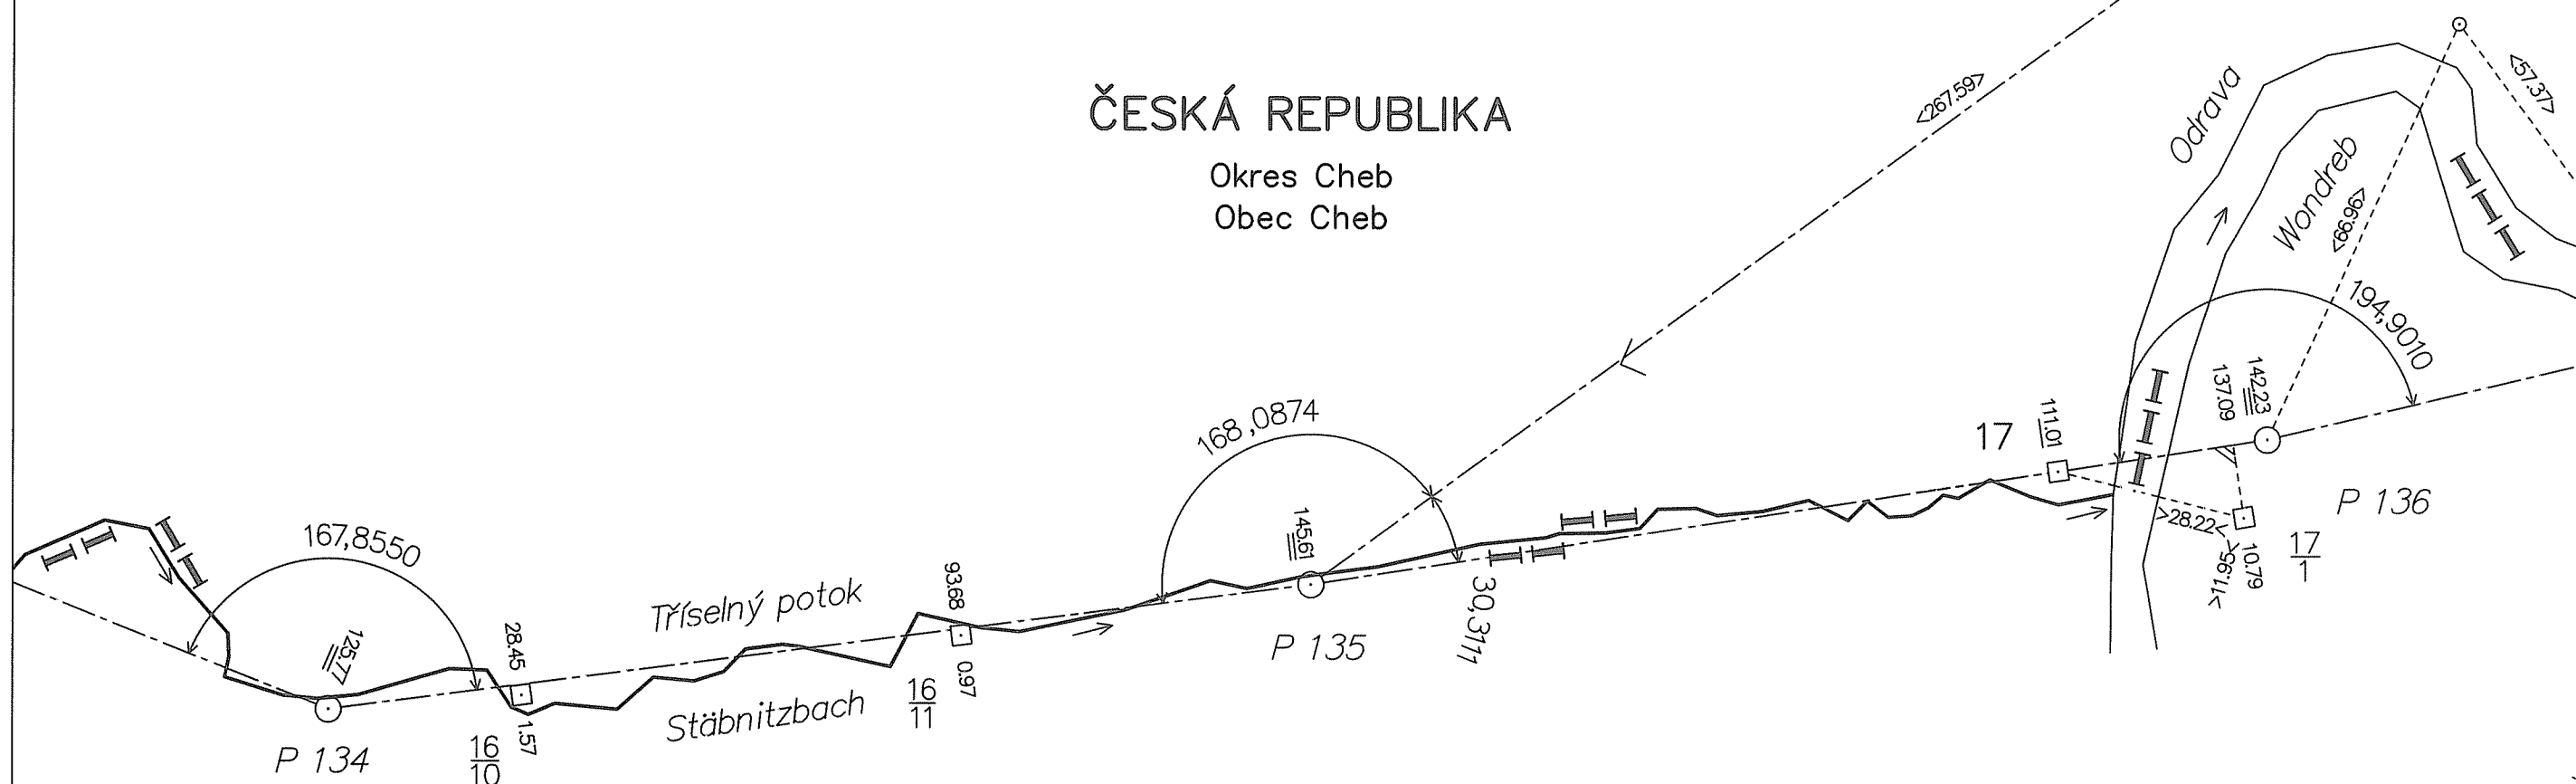 ČESKÁ REPUBLIKA
Okres Cheb
Obec Cheb
<267.59>
Odrava
Wondreb
<57.37>
<66.96>
194,9010
142.23
137.09
111.01
17
P 136
>28.22<
>11.95<
10.79
17
1
168,0874
145.61
30,3111
P 135
167,8550
125.77
P 134
28.45
1.57
16
10
Tříselný potok
Stäbnitzbach
93.68
0.97
16
11